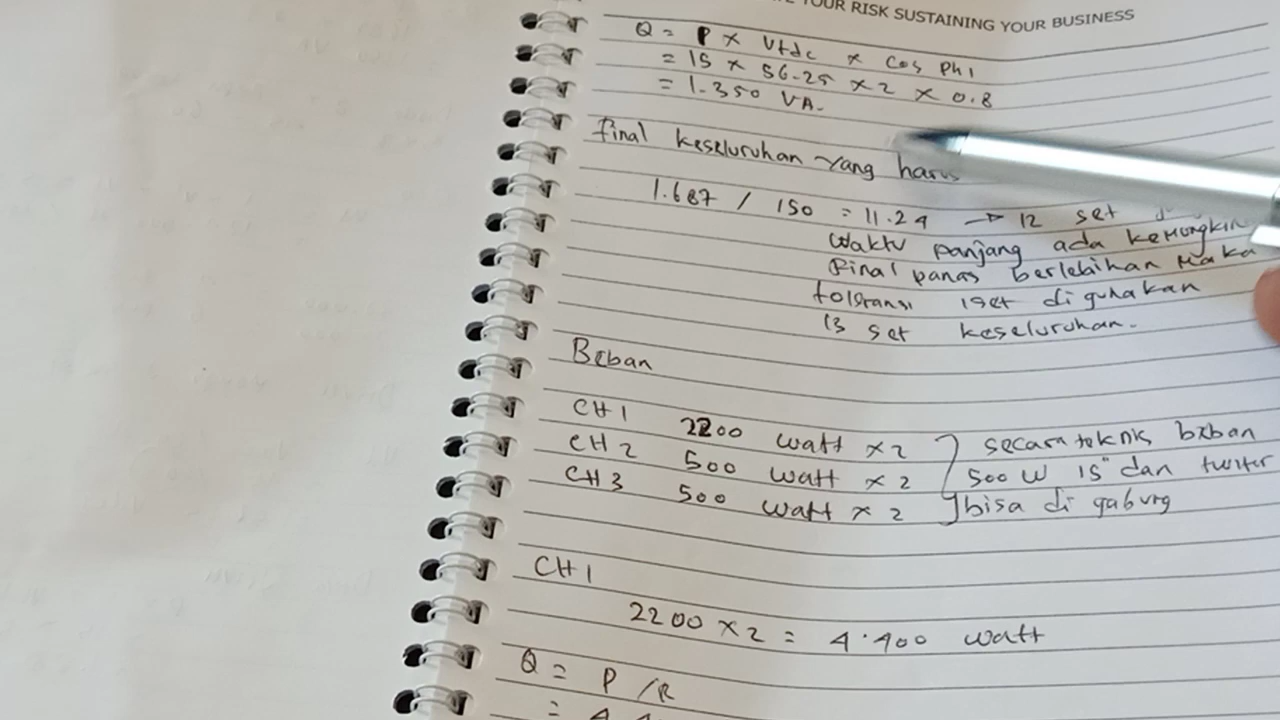 YOUR RISK SUSTAINING YOUR BUSINESS
Q = P x Vtdc x Cos Phi
= 15 x 56.25 x 2 x 0.8
= 1.350 VA.
Final keseluruhan yang harus
1.687 / 150 = 11.24 → 12 set
Waktu panjang ada kemungkin
Final panas berlebihan maka
toleransi 1set digunakan
13 set keseluruhan.
Beban
CH1 2200 watt x 2
CH2 500 watt x 2
CH3 500 watt x 2
secara teknis beban
500 W 15" dan twiter
bisa di gabung
CH1
2200 x 2 = 4.400 watt
Q = P / R